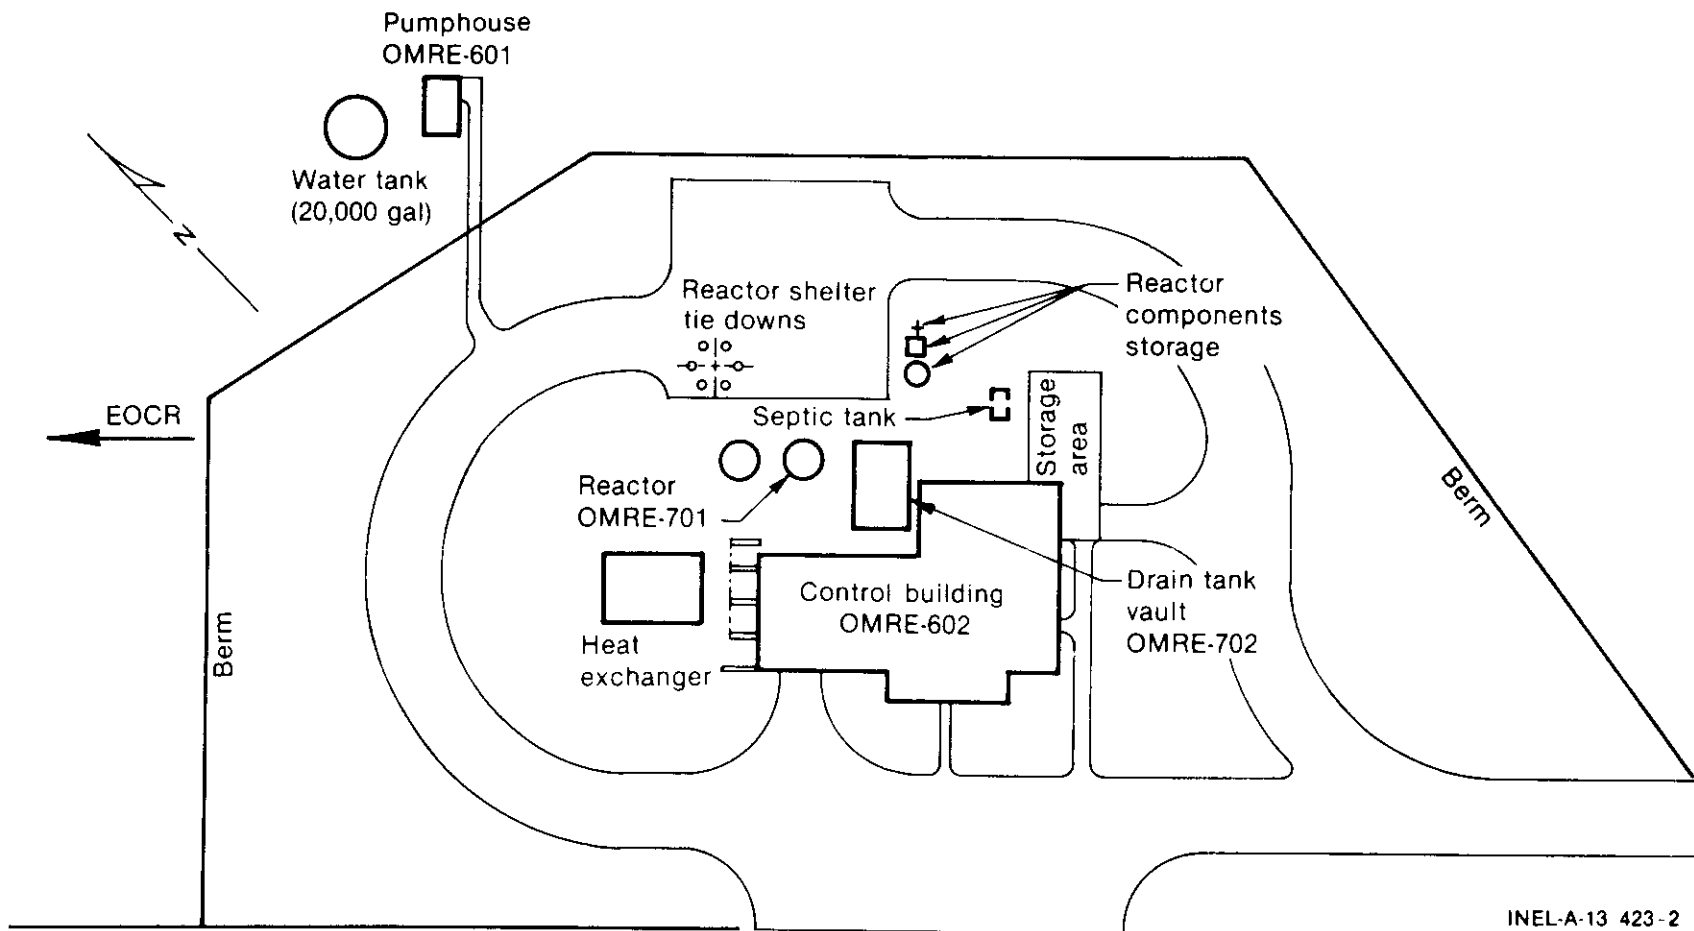 Pumphouse
OMRE-601
Water tank
(20,000 gal)
N
Reactor shelter
tie downs
Reactor
components
storage
EOCR
Septic tank
Storage
area
Reactor
OMRE-701
Berm
Control building
OMRE-602
Drain tank
vault
OMRE-702
Heat
exchanger
Berm
INEL-A-13 423-2